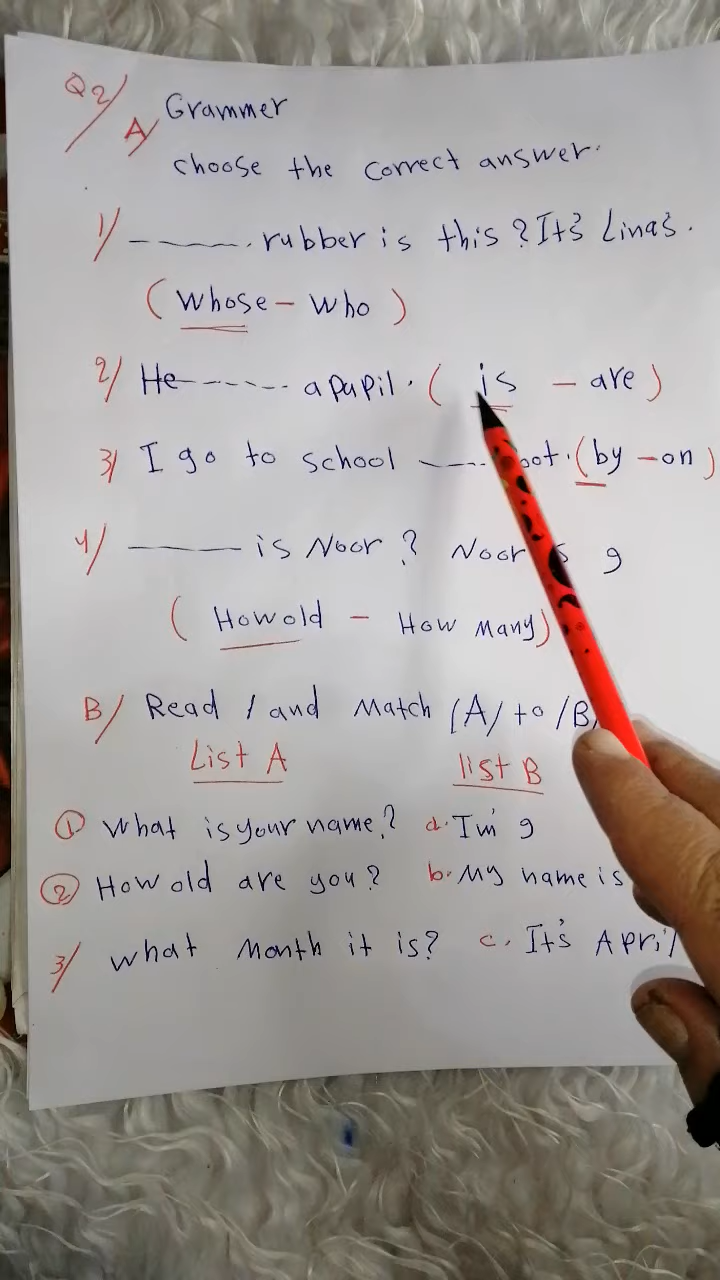 Q2/ A/ Grammer
choose the correct answer.
1/ ------- rubber is this? It's Lina's.
(Whose - Who)
2/ He ------ a pupil. (is - are)
3/ I go to school ---- (by - on)
4/ ------- is Noor? Noor 9
(How old - How Many)
B/ Read / and Match (A/ to /B/
List A list B
1 What is your name? a. I'm 9
2 How old are you? b. My name is
3/ what Month it is? c. It's April